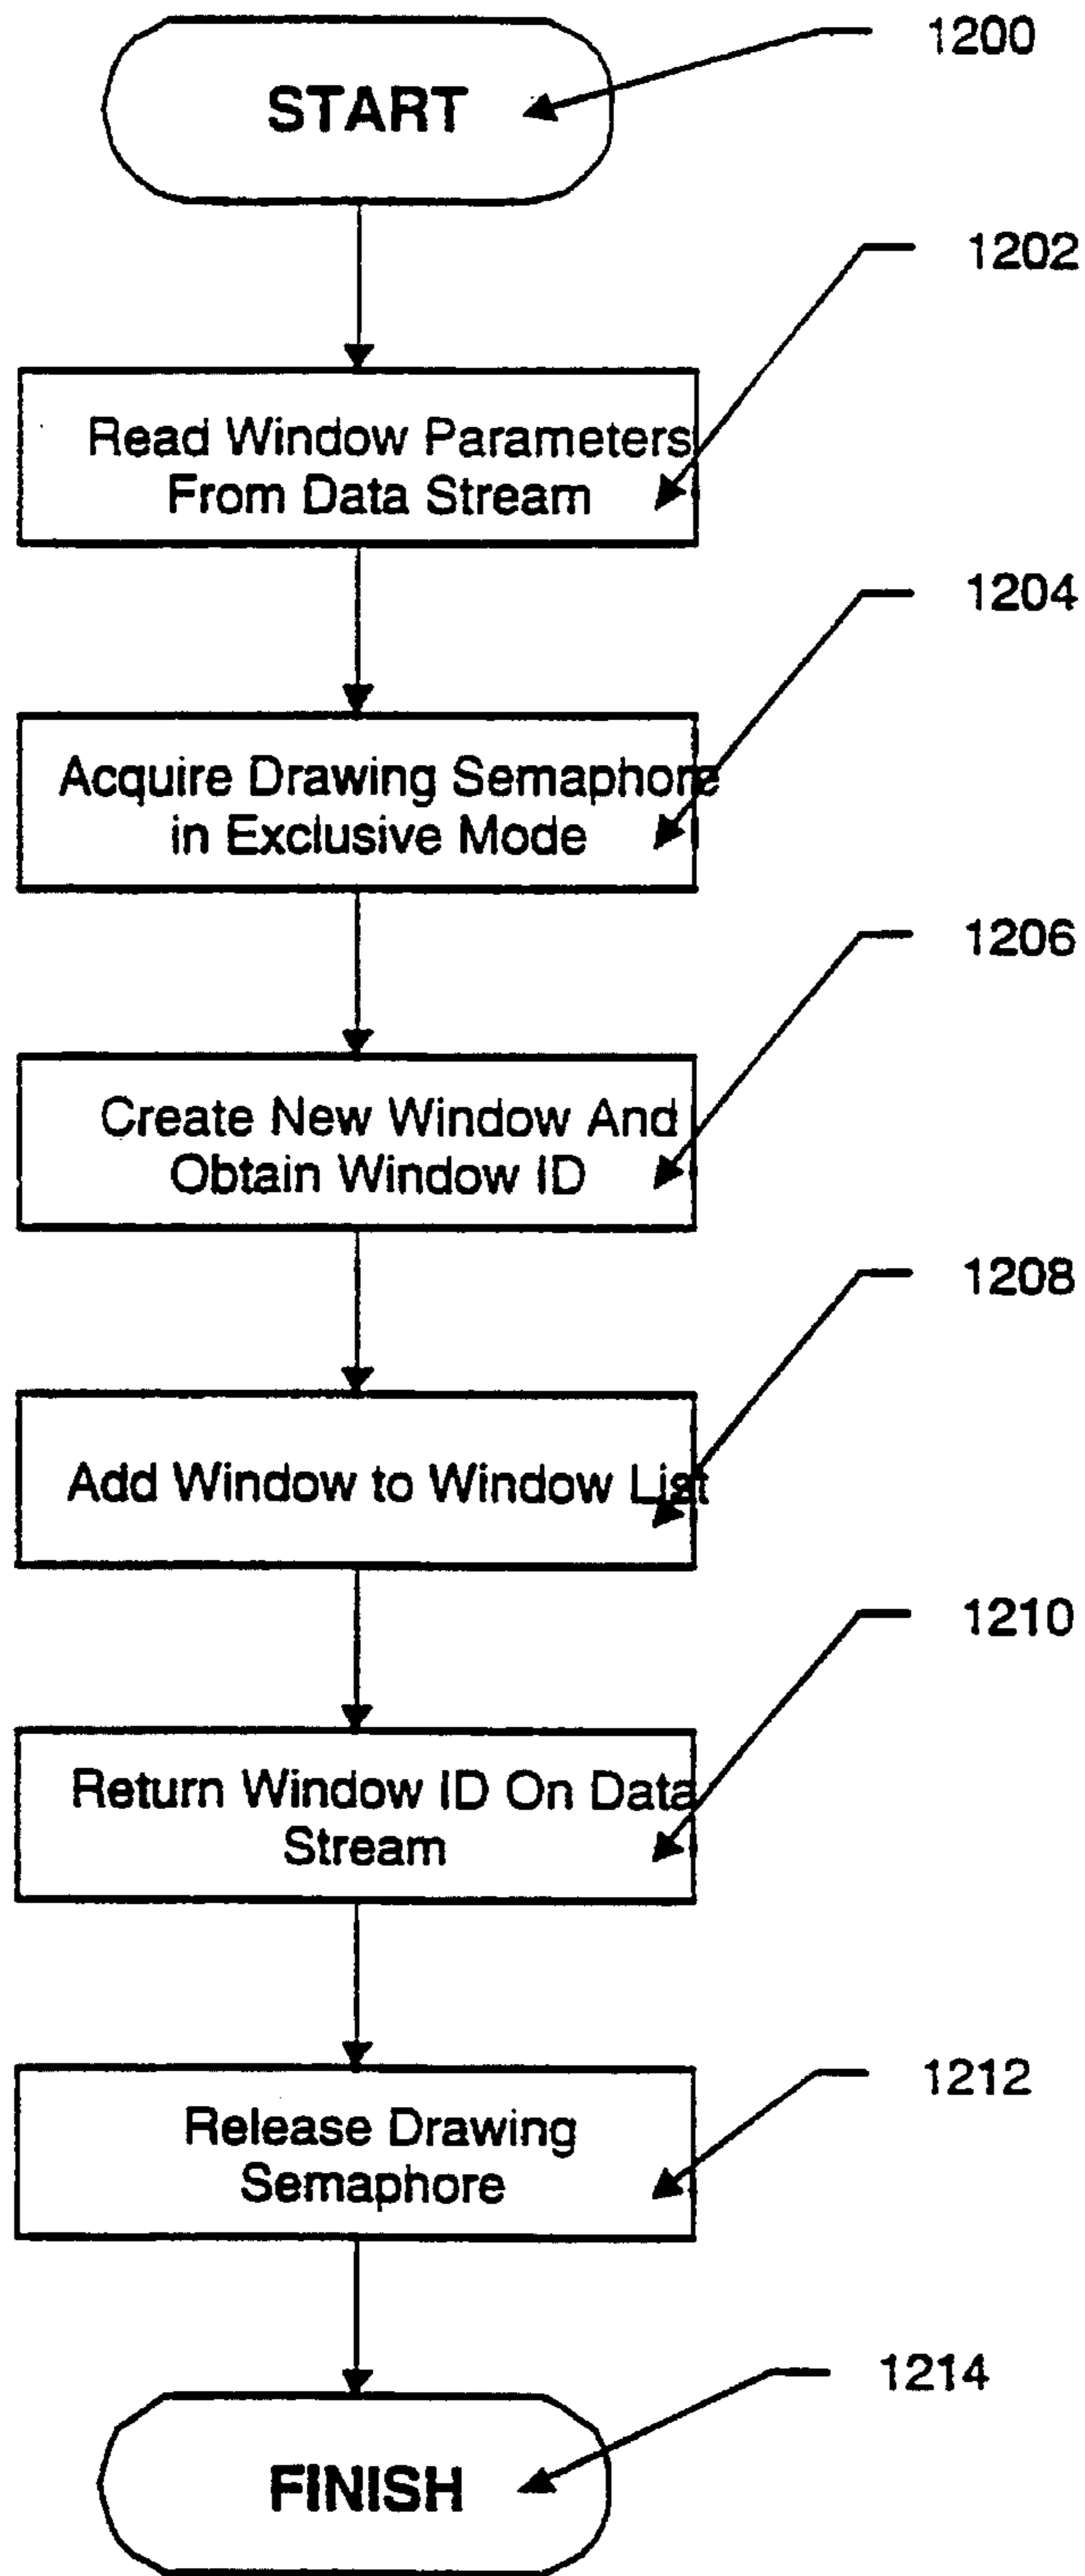 1200
START
1202
Read Window Parameters
From Data Stream
1204
Acquire Drawing Semaphore
in Exclusive Mode
1206
Create New Window And
Obtain Window ID
1208
Add Window to Window List
1210
Return Window ID On Data
Stream
1212
Release Drawing
Semaphore
1214
FINISH